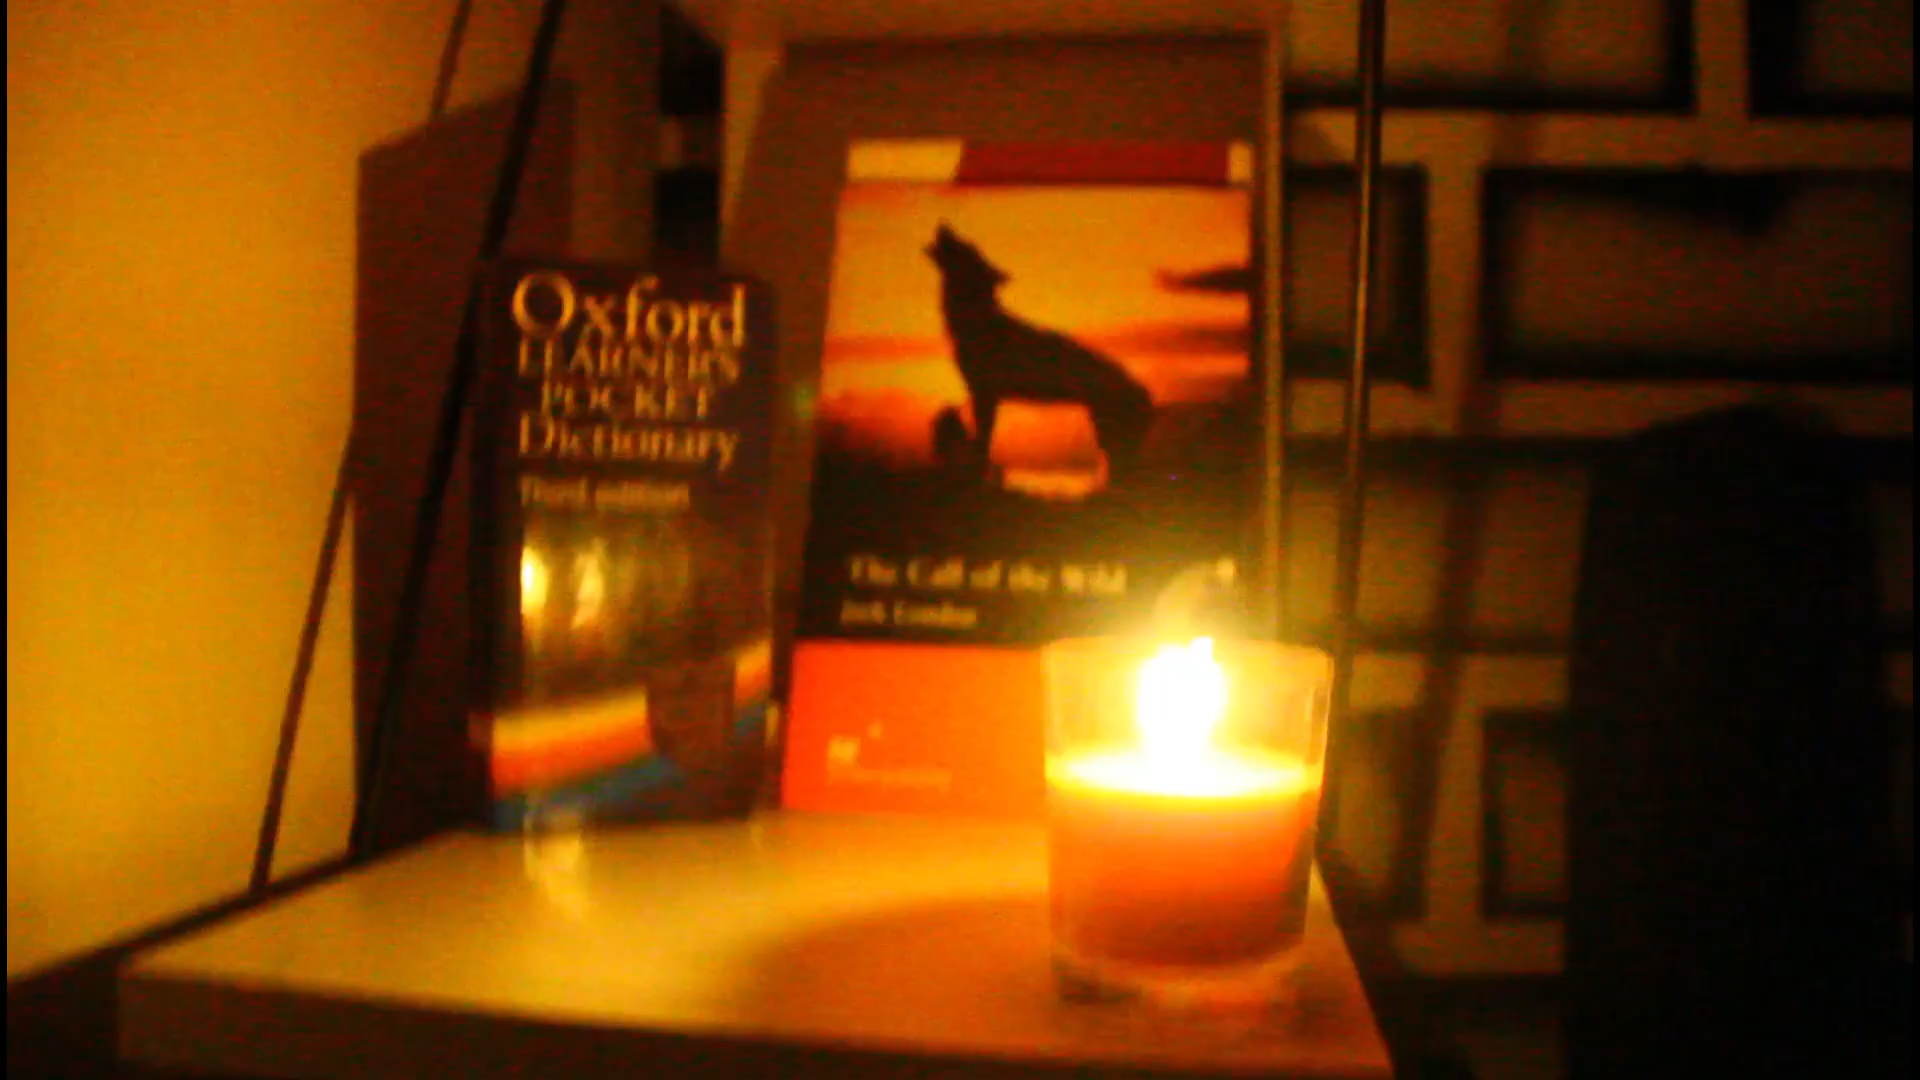 Oxford
LEARNER'S
POCKET
Dictionary
Third edition
The Call of the Wild
Jack London